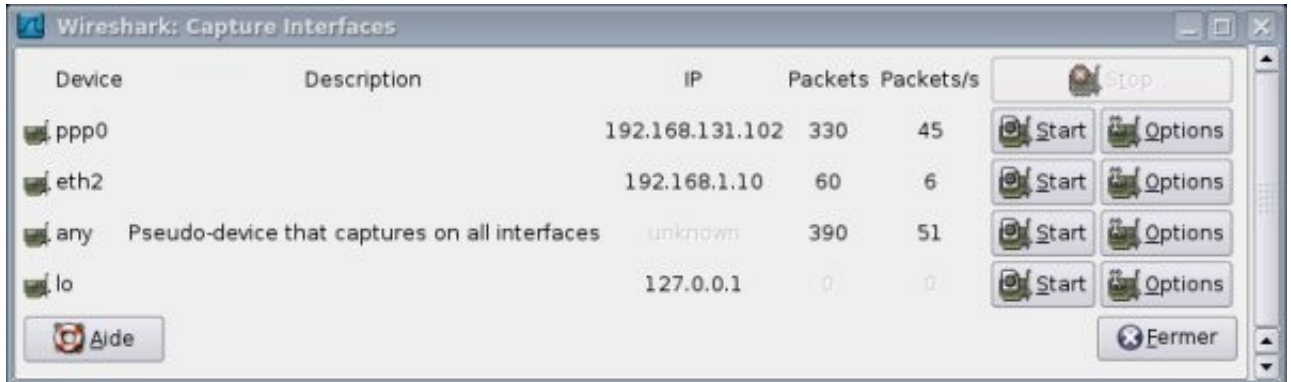 Wireshark: Capture Interfaces
Device Description IP Packets Packets/s Stop
ppp0 192.168.131.102 330 45 Start Options
eth2 192.168.1.10 60 6 Start Options
any Pseudo-device that captures on all interfaces unknown 390 51 Start Options
lo 127.0.0.1 0 0 Start Options
Aide Fermer